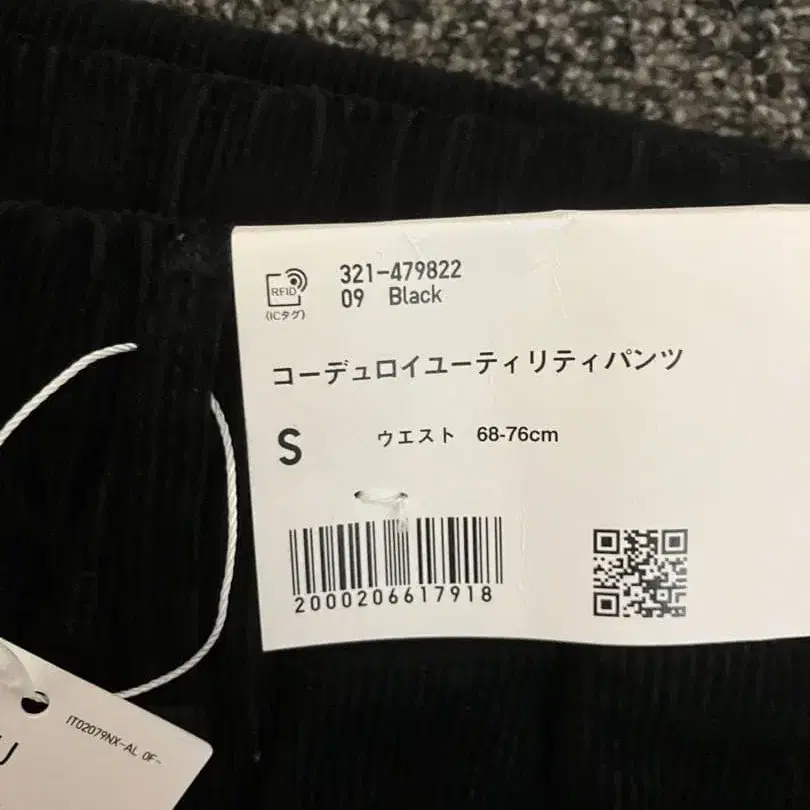 RFID
(ICタグ)
321-479822
09 Black
コーデュロイユーティリティパンツ
S ウエスト 68-76cm
2000206617918
IT02079NX-AL 0F-
U